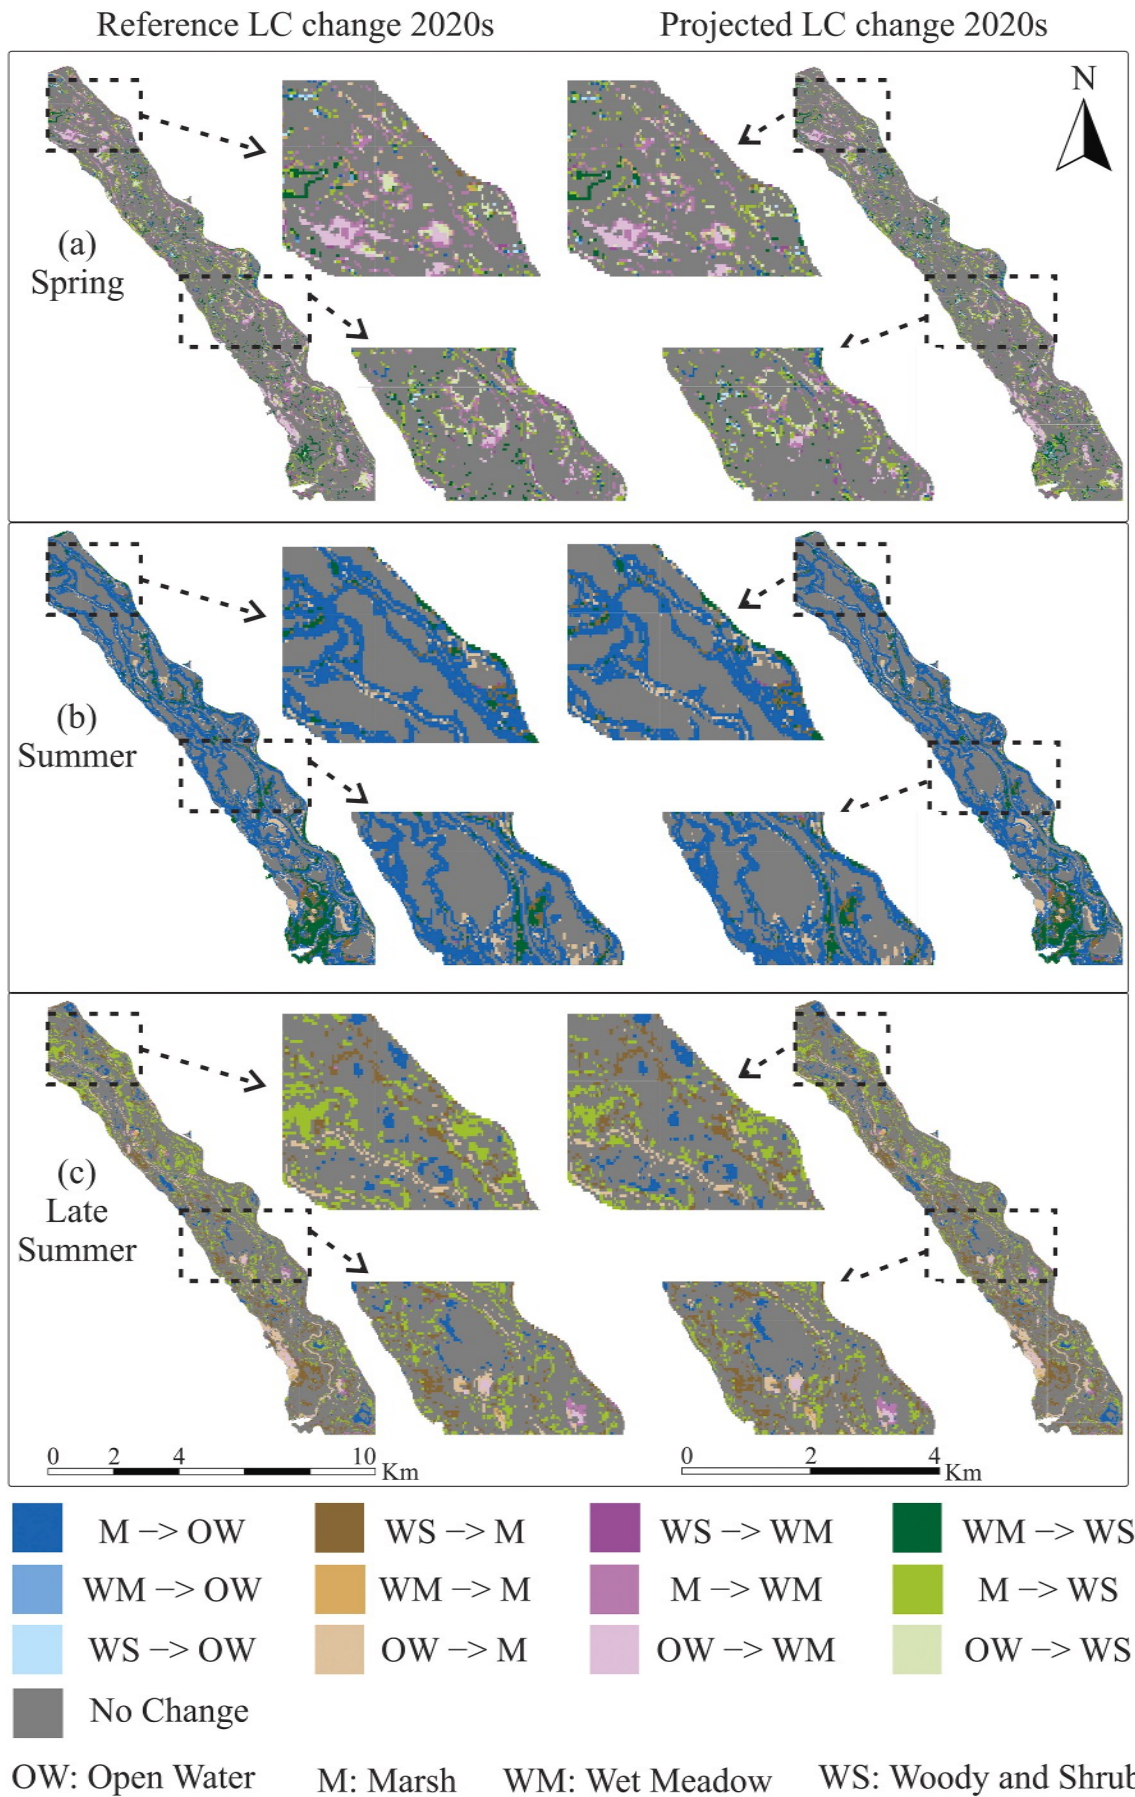 Reference LC change 2020s
Projected LC change 2020s
N
(a)
Spring
(b)
Summer
(c)
Late
Summer
0 2 4 10 Km
0 2 4 Km
M –> OW WS –> M WS –> WM WM –> WS
WM –> OW WM –> M M –> WM M –> WS
WS –> OW OW –> M OW –> WM OW –> WS
No Change
OW: Open Water M: Marsh WM: Wet Meadow WS: Woody and Shrub